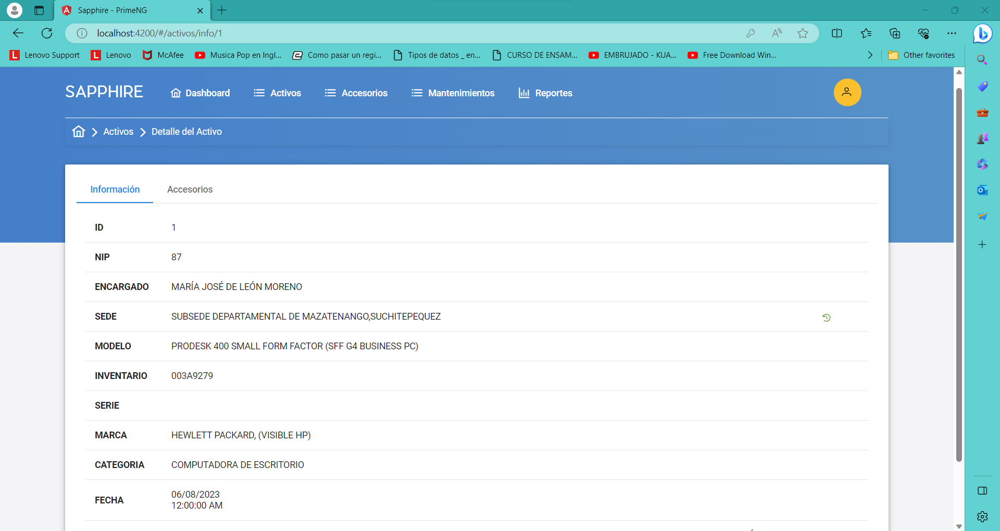 Sapphire - PrimeNG
localhost:4200/#/activos/info/1
Lenovo Support
Lenovo
McAfee
Musica Pop en Ingl...
Como pasar un regi...
Tipos de datos _ en...
CURSO DE ENSAM...
EMBRUJADO - KUA...
Free Download Win...
Other favorites
SAPPHIRE
Dashboard
Activos
Accesorios
Mantenimientos
Reportes
Activos
Detalle del Activo
Información
Accesorios
ID 1
NIP 87
ENCARGADO MARÍA JOSÉ DE LEÓN MORENO
SEDE SUBSEDE DEPARTAMENTAL DE MAZATENANGO,SUCHITEPEQUEZ
MODELO PRODESK 400 SMALL FORM FACTOR (SFF G4 BUSINESS PC)
INVENTARIO 003A9279
SERIE
MARCA HEWLETT PACKARD, (VISIBLE HP)
CATEGORIA COMPUTADORA DE ESCRITORIO
FECHA 06/08/2023
12:00:00 AM